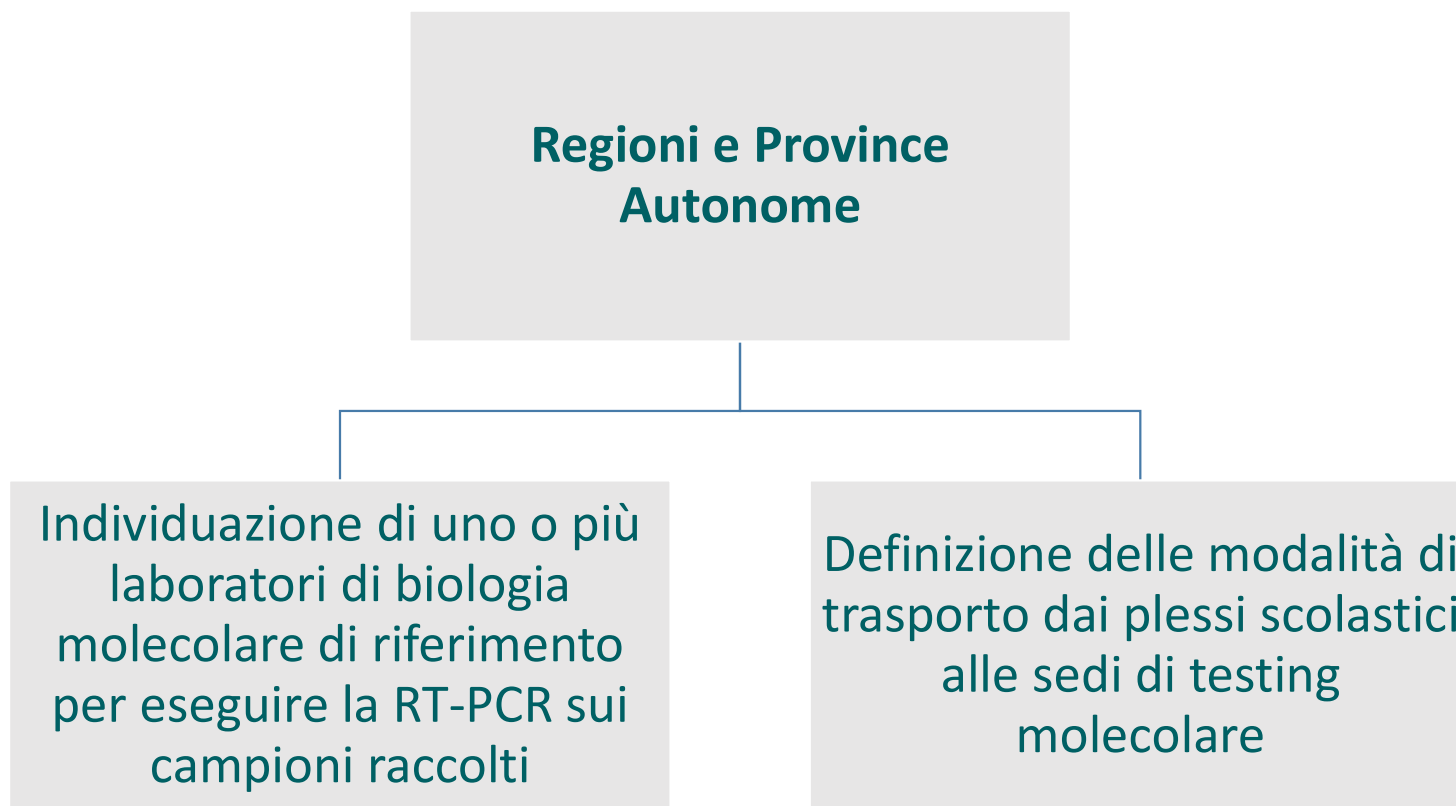 Regioni e Province
Autonome
Individuazione di uno o più
laboratori di biologia
molecolare di riferimento
per eseguire la RT-PCR sui
campioni raccolti
Definizione delle modalità di
trasporto dai plessi scolastici
alle sedi di testing
molecolare